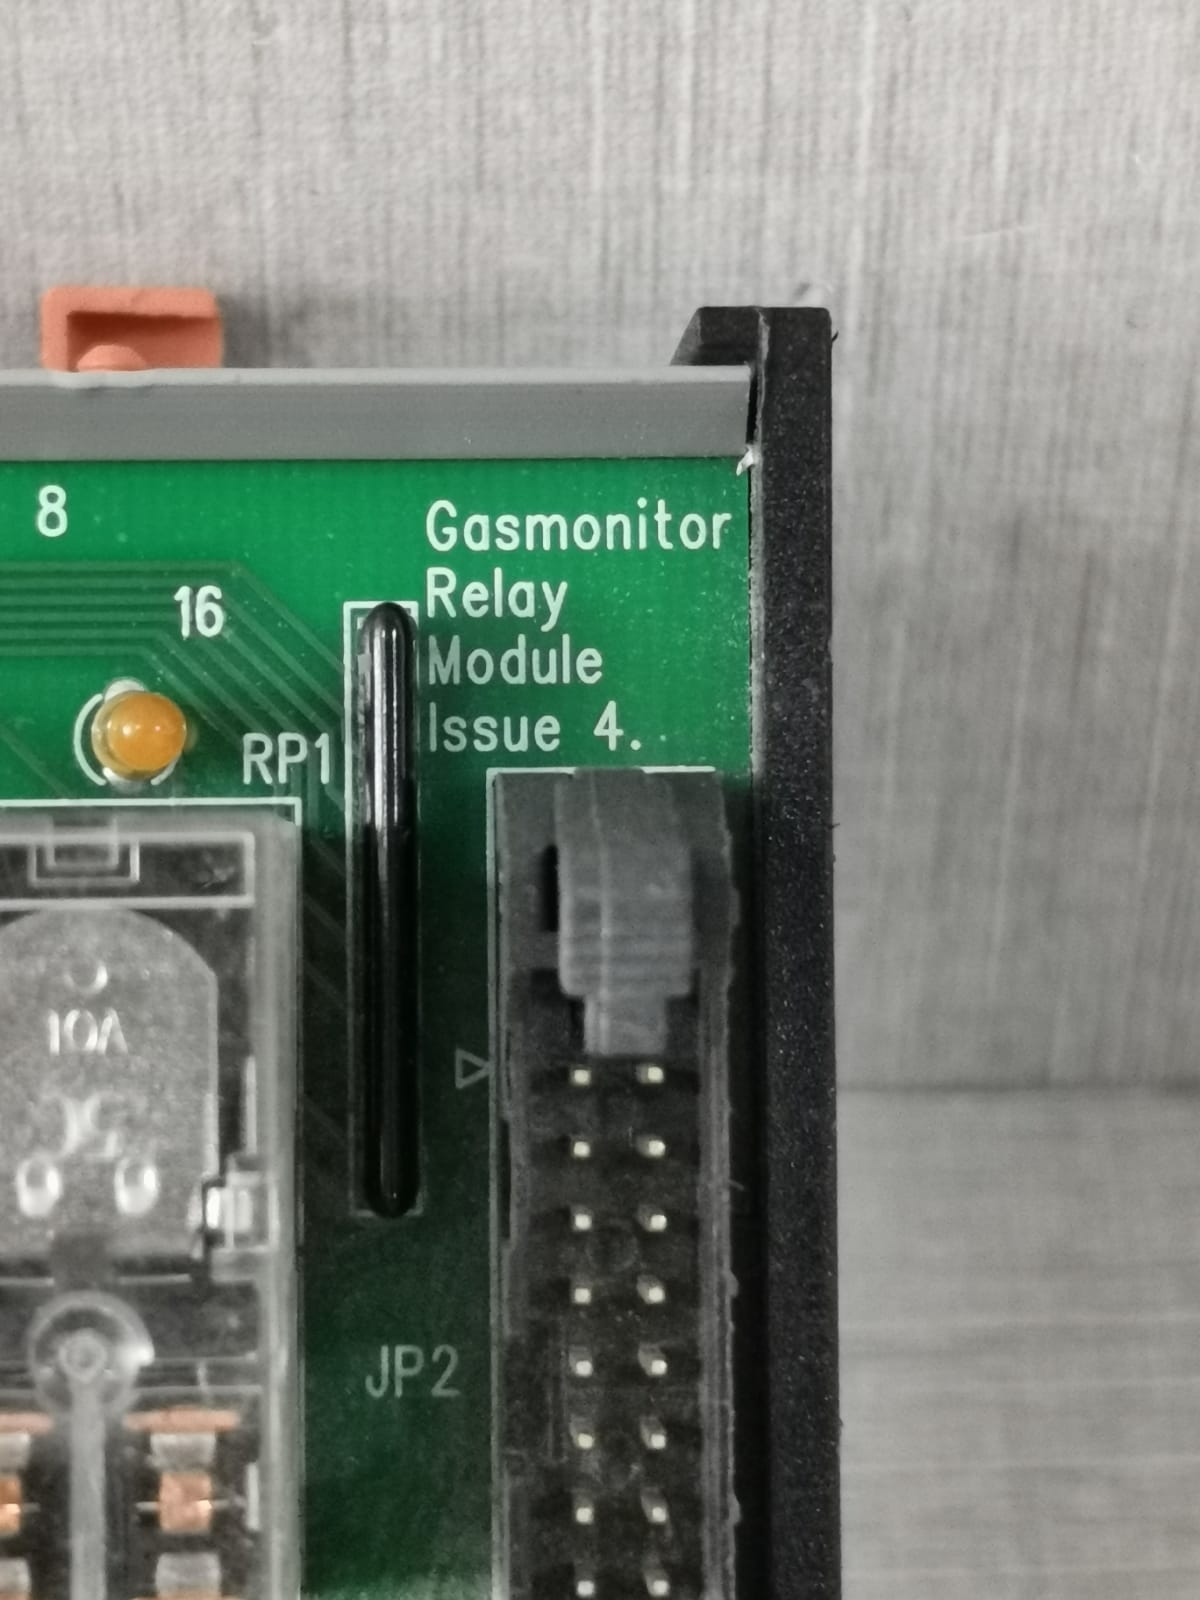 8
Gasmonitor
16
Relay
Module
RP1
Issue 4.
10A
JP2